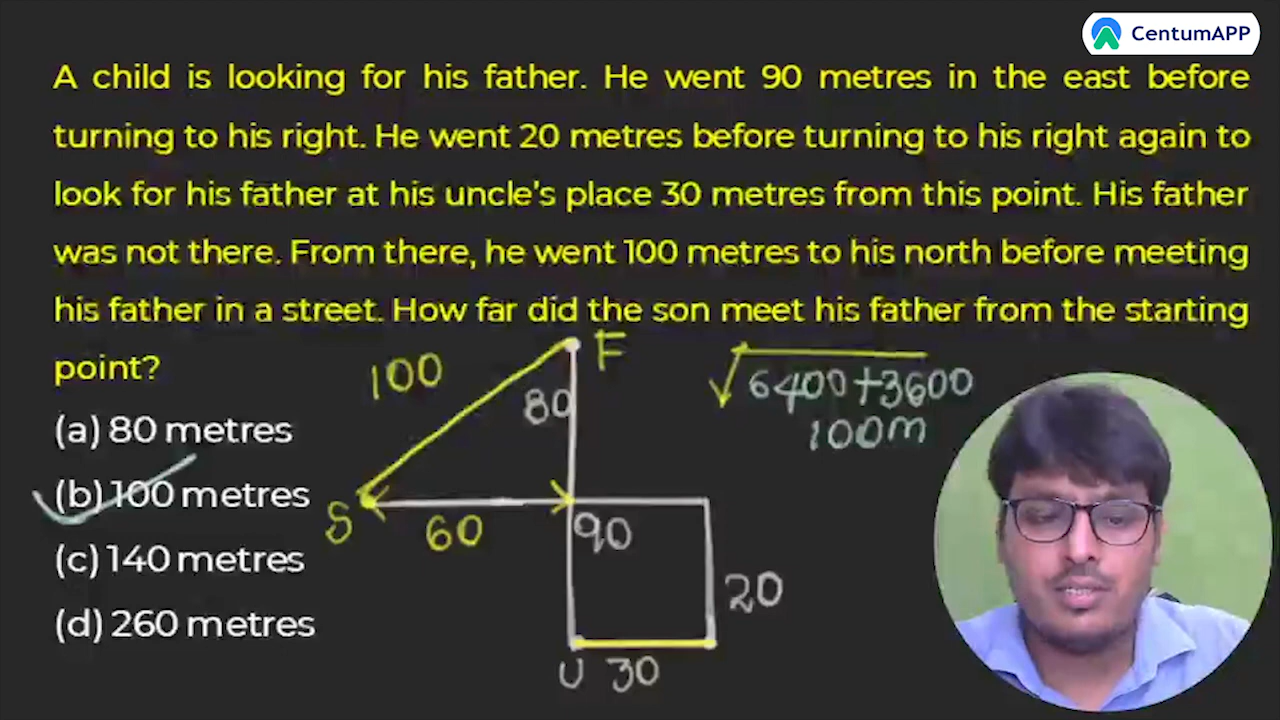 CentumAPP
A child is looking for his father. He went 90 metres in the east before
turning to his right. He went 20 metres before turning to his right again to
look for his father at his uncle's place 30 metres from this point. His father
was not there. From there, he went 100 metres to his north before meeting
his father in a street. How far did the son meet his father from the starting
point?
(a) 80 metres
(b) 100 metres
(c) 140 metres
(d) 260 metres
F
100
80
√6400+3600
100m
S
60
90
20
U
30